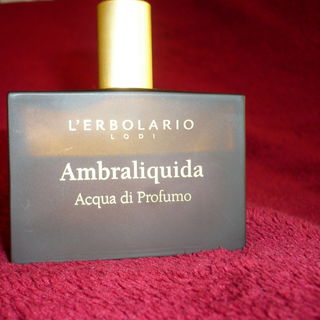 L'ERBOLARIO
LODI
Ambraliquida
Acqua di Profumo